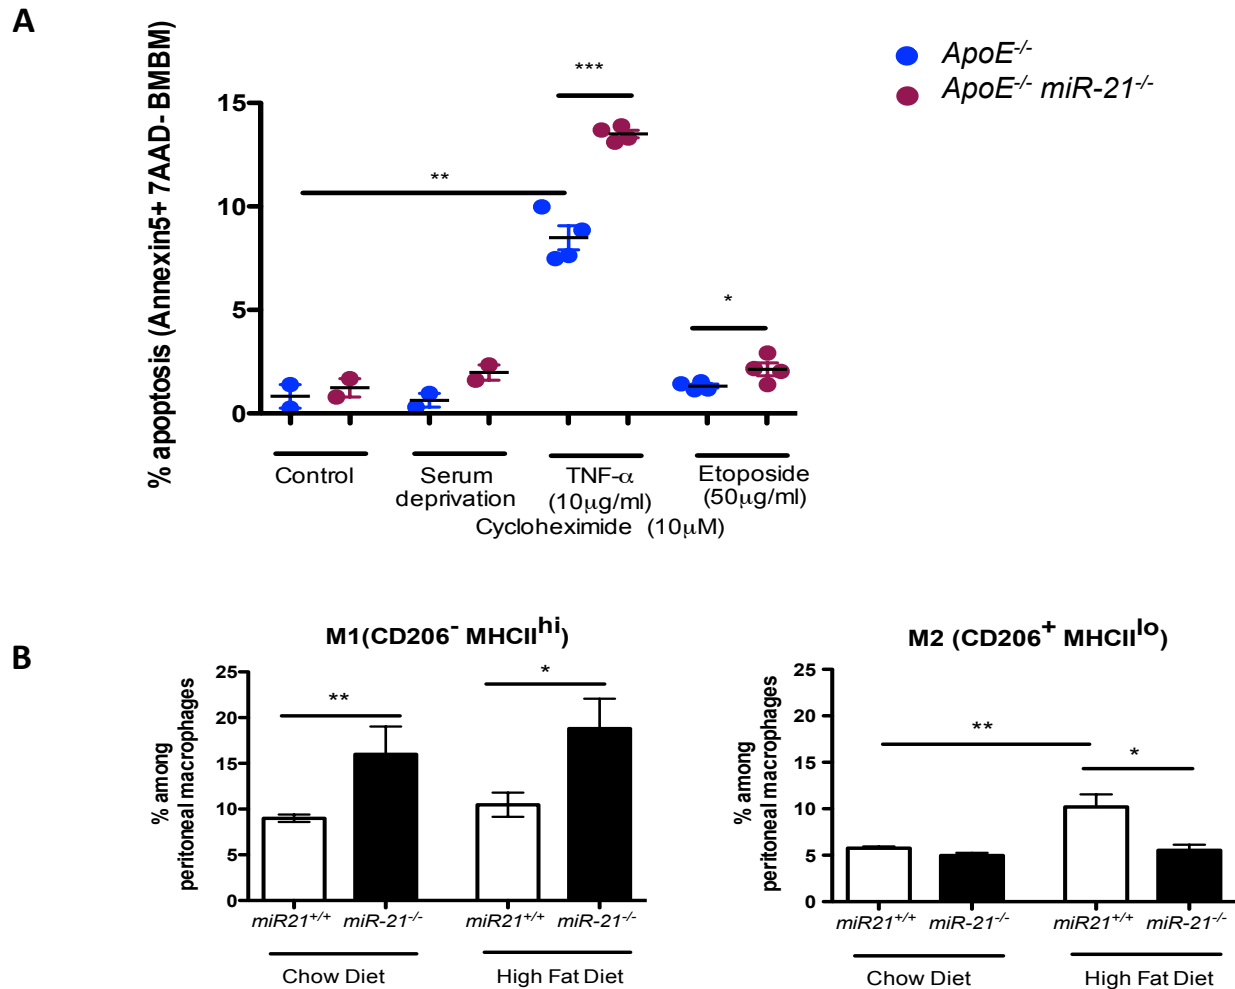 A
ApoE-/-
ApoE-/- miR-21-/-
% apoptosis (Annexin5+ 7AAD- BMBM)
15
10
5
0
***
**
*
Control
Serum
deprivation
TNF-α
(10μg/ml)
Cycloheximide (10μM)
Etoposide
(50μg/ml)
B
M1(CD206- MHCIIhi)
% among
peritoneal macrophages
25
20
15
10
5
0
**
*
miR21+/+ miR-21-/- miR21+/+ miR-21-/-
Chow Diet High Fat Diet
M2 (CD206+ MHCIIlo)
% among
peritoneal macrophages
25
20
15
10
5
0
**
*
miR21+/+ miR-21-/- miR21+/+ miR-21-/-
Chow Diet High Fat Diet